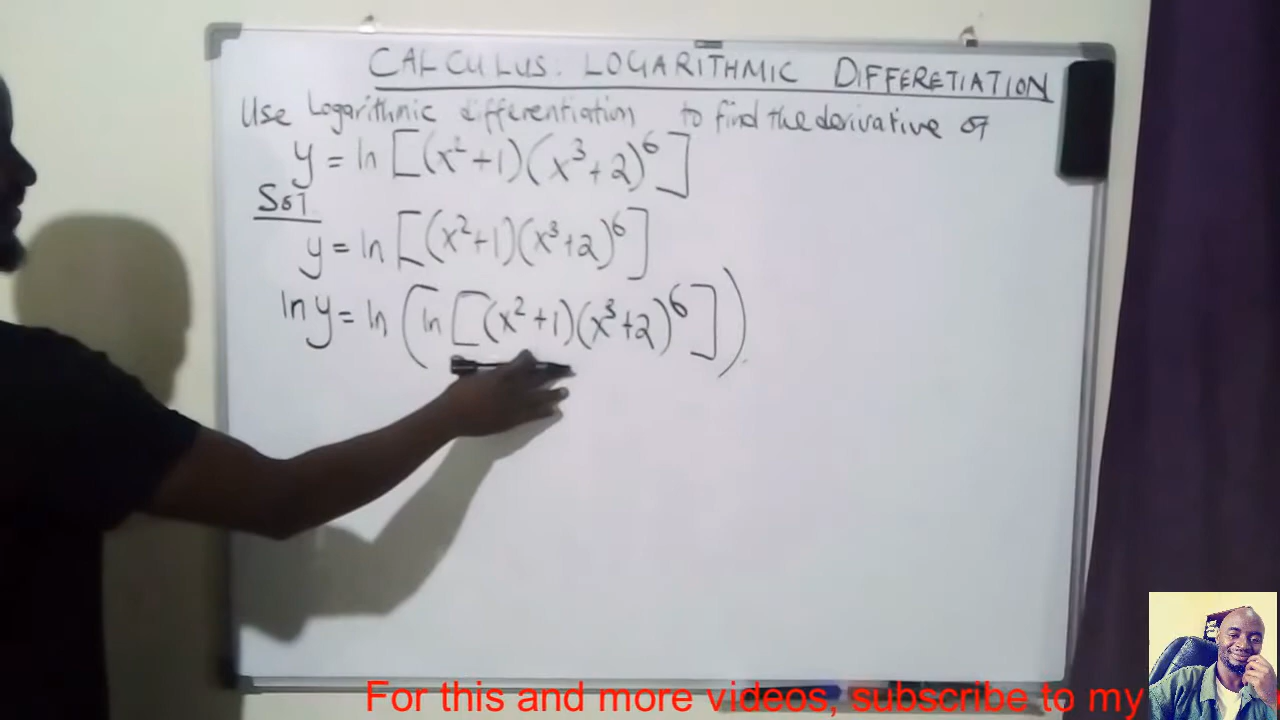 CALCULUS: LOGARITHMIC DIFFERETIATION
Use Logarithmic differentiation to find the derivative of
y = ln [(x²+1)(x³+2)⁶]
Sol
y = ln [(x²+1)(x³+2)⁶]
ln y = ln (ln [(x²+1)(x³+2)⁶])
For this and more videos, subscribe to my